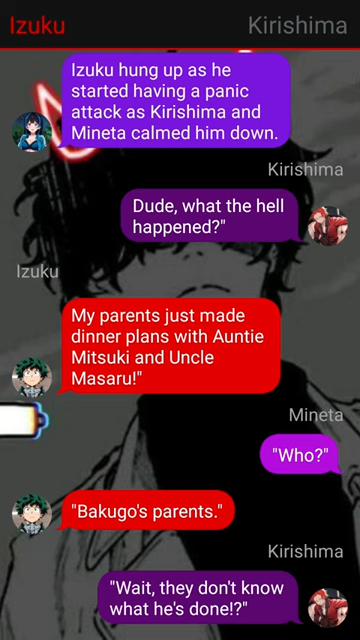 Izuku Kirishima
Izuku hung up as he
started having a panic
attack as Kirishima and
Mineta calmed him down.
Kirishima
Dude, what the hell
happened?"
Izuku
My parents just made
dinner plans with Auntie
Mitsuki and Uncle
Masaru!"
Mineta
"Who?"
"Bakugo's parents."
Kirishima
"Wait, they don't know
what he's done!?"